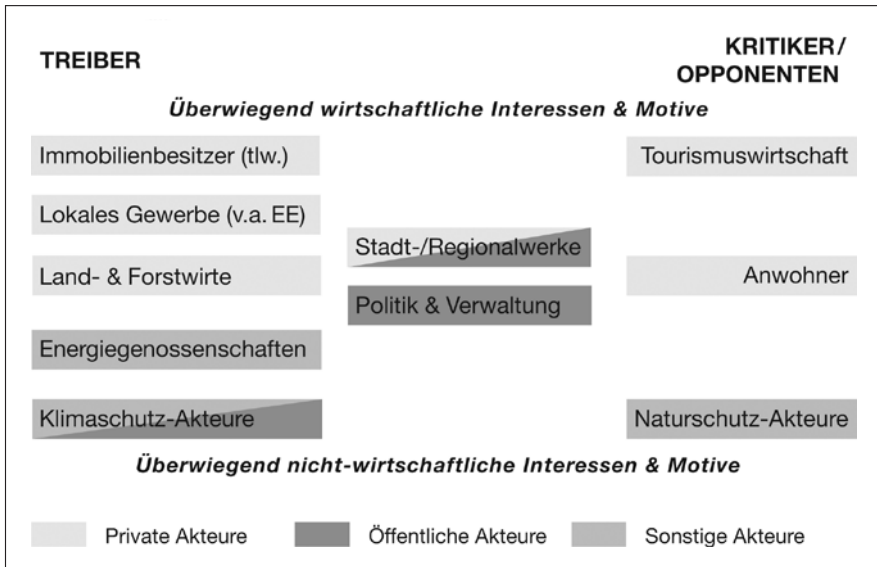 TREIBER
KRITIKER/
OPPONENTEN
Überwiegend wirtschaftliche Interessen & Motive
Immobilienbesitzer (tlw.)
Tourismuswirtschaft
Lokales Gewerbe (v.a. EE)
Stadt-/Regionalwerke
Land- & Forstwirte
Anwohner
Politik & Verwaltung
Energiegenossenschaften
Klimaschutz-Akteure
Naturschutz-Akteure
Überwiegend nicht-wirtschaftliche Interessen & Motive
Private Akteure
Öffentliche Akteure
Sonstige Akteure